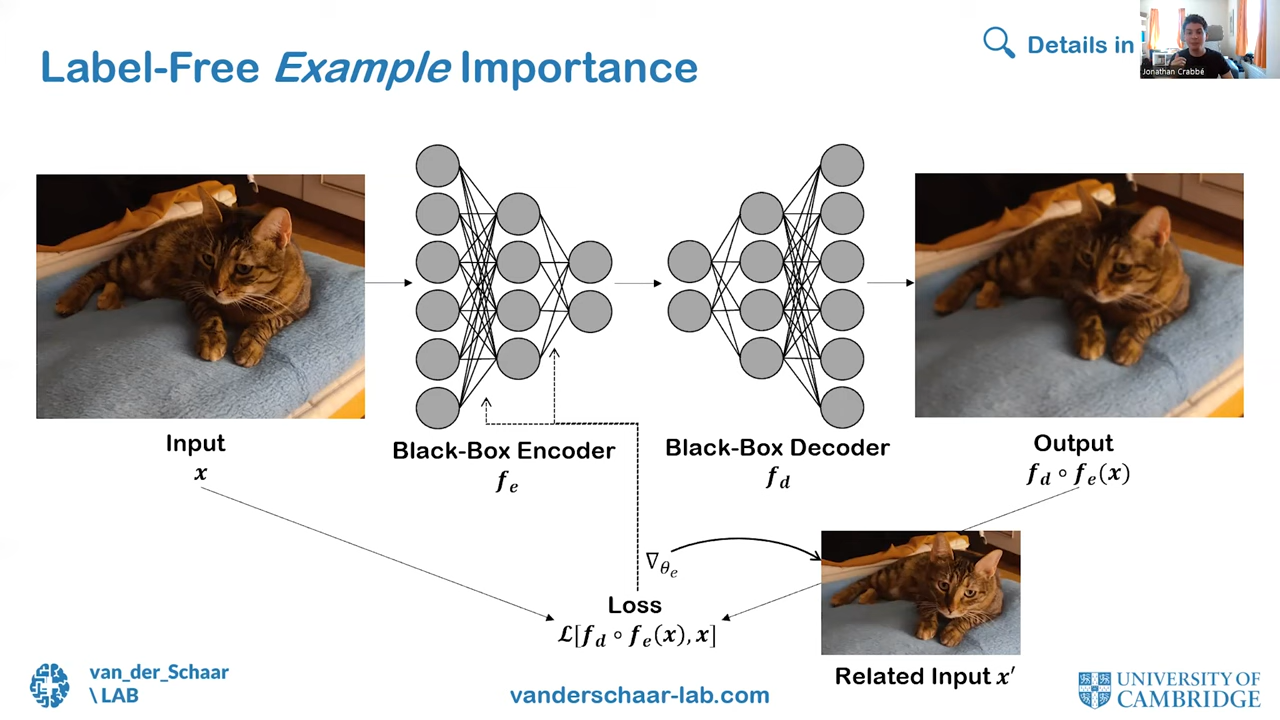 Label-Free Example Importance
Details in
Jonathan Crabbé
Input
x
Black-Box Encoder
f_e
Black-Box Decoder
f_d
Output
f_d ∘ f_e(x)
∇_θ_e
Loss
ℒ[f_d ∘ f_e(x), x]
Related Input x′
van_der_Schaar
\ LAB
vanderschaar-lab.com
UNIVERSITY OF
CAMBRIDGE